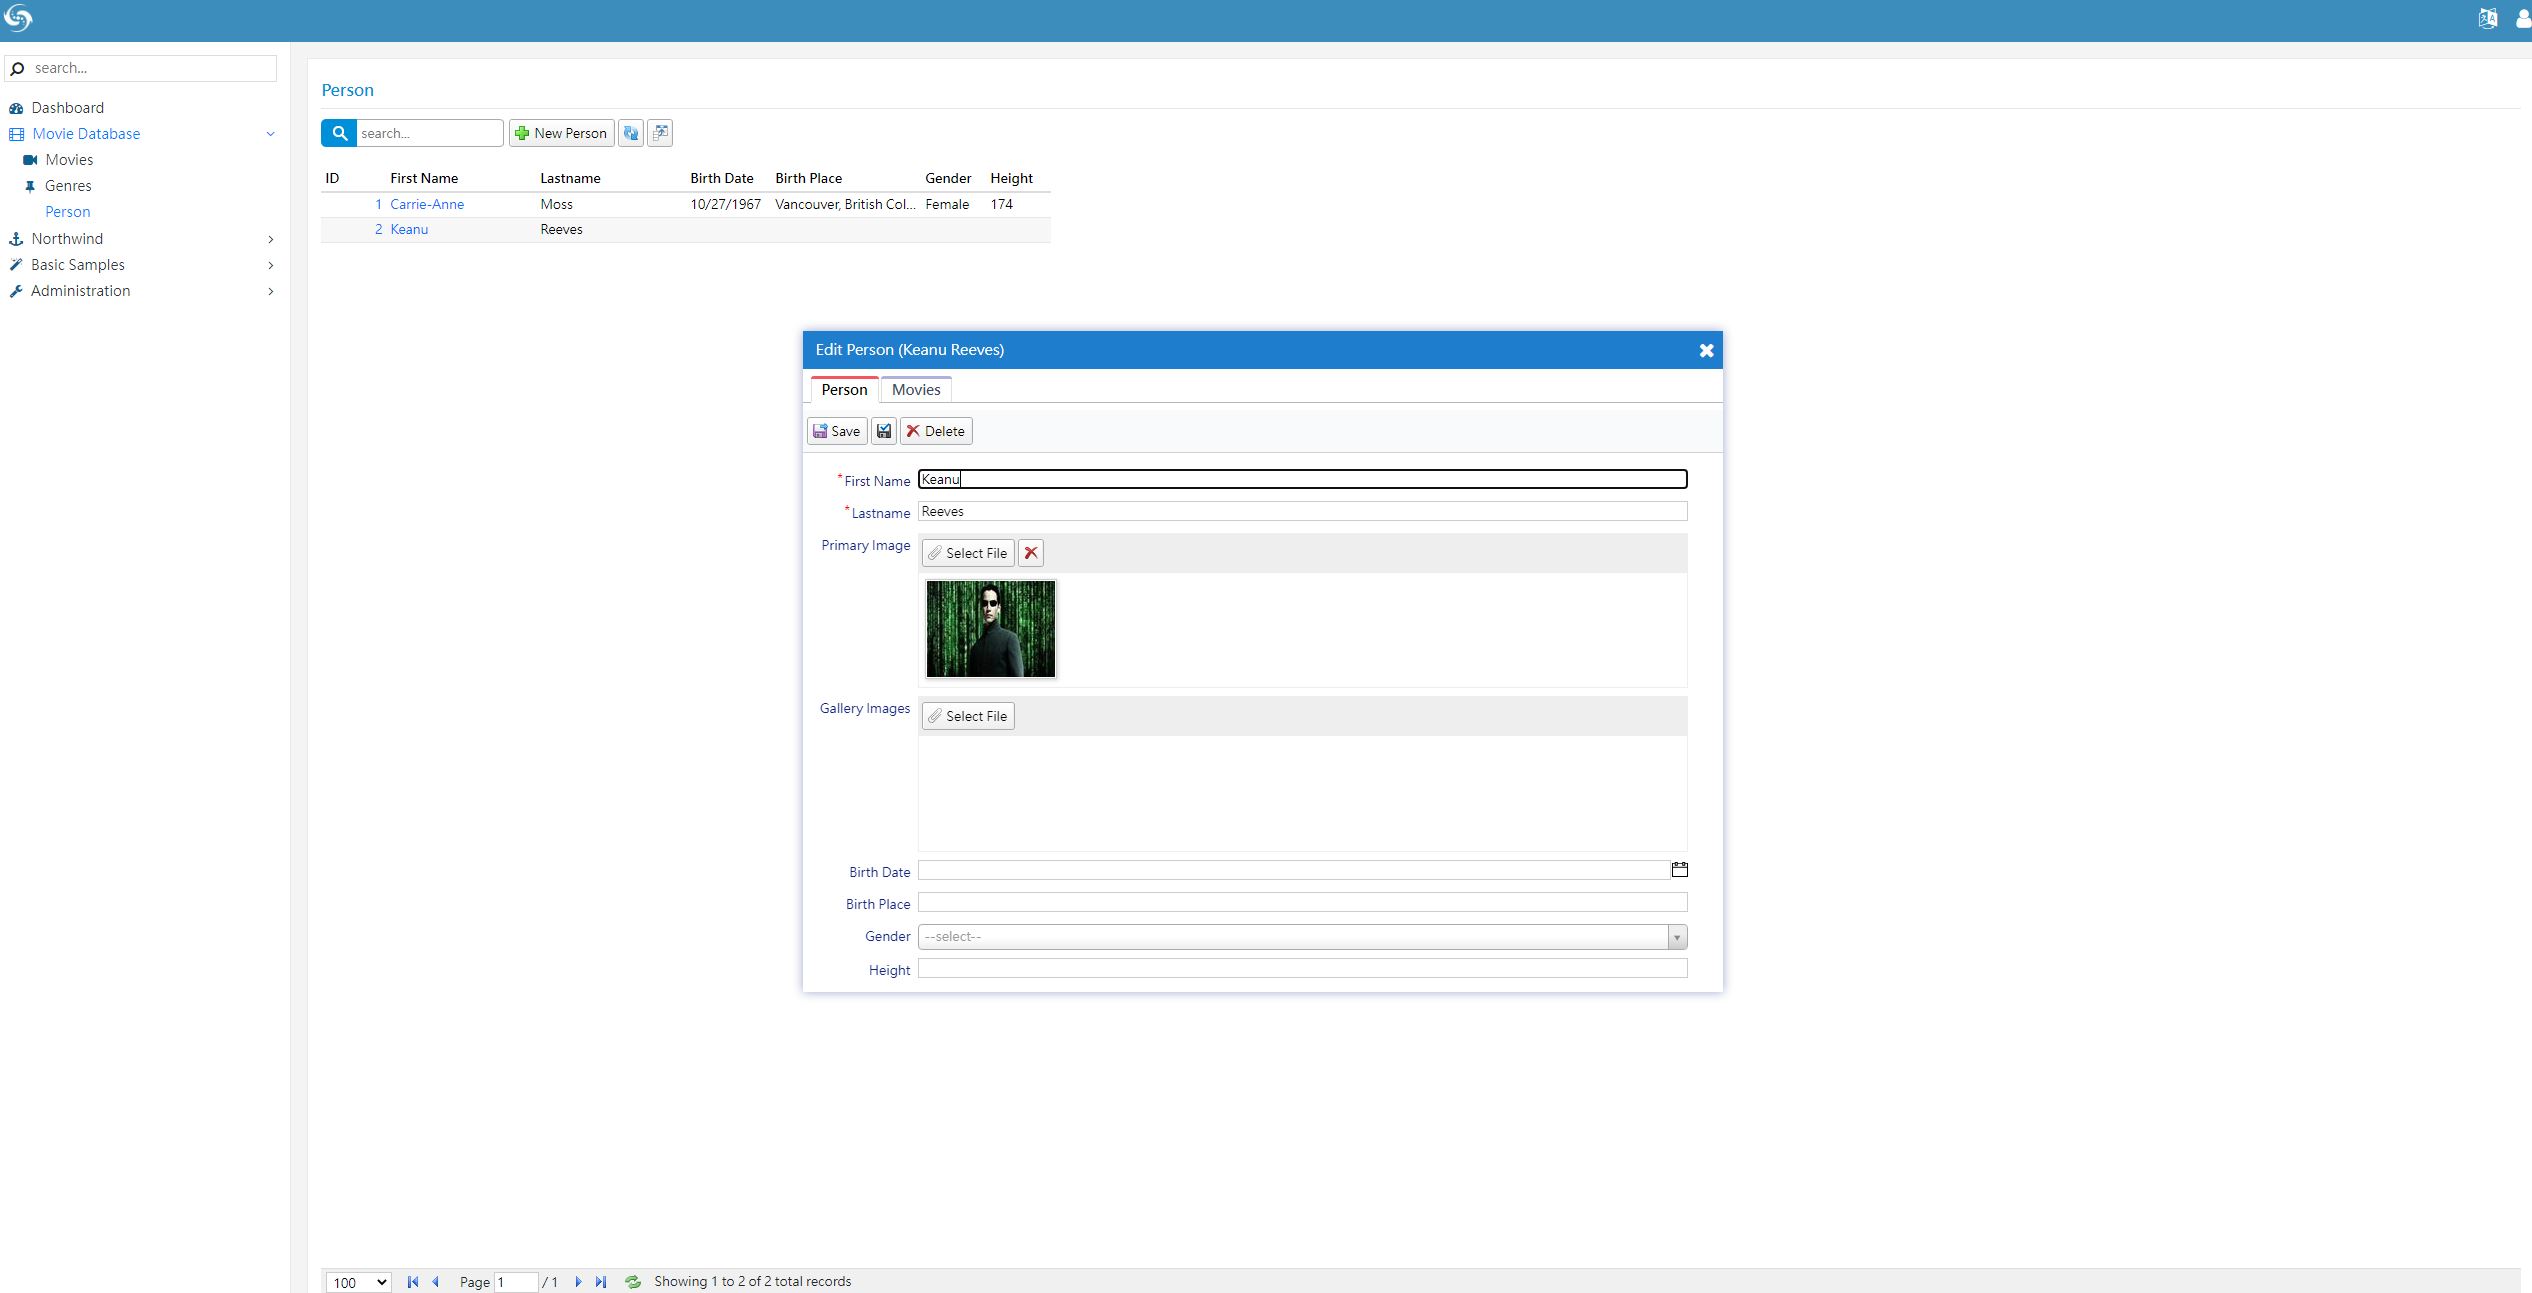 search...
Dashboard
Movie Database
Movies
Genres
Person
Northwind
Basic Samples
Administration
Person
search... New Person
ID First Name Lastname Birth Date Birth Place Gender Height
1 Carrie-Anne Moss 10/27/1967 Vancouver, British Col... Female 174
2 Keanu Reeves
Edit Person (Keanu Reeves)
Person Movies
Save Delete
*First Name Keanu
*Lastname Reeves
Primary Image Select File
Gallery Images Select File
Birth Date
Birth Place
Gender --select--
Height
100 Page 1 / 1 Showing 1 to 2 of 2 total records